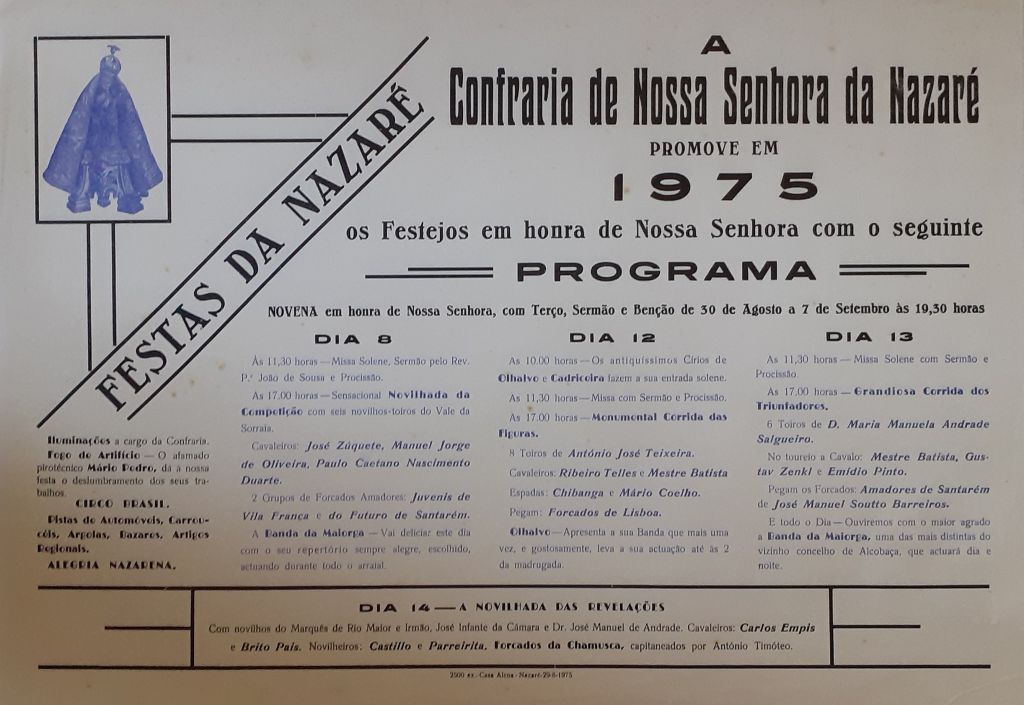 A
Confraria de Nossa Senhora da Nazaré
PROMOVE EM
1975
os Festejos em honra de Nossa Senhora com o seguinte
PROGRAMA
FESTAS DA NAZARÉ
NOVENA em honra de Nossa Senhora, com Terço, Sermão e Benção de 30 de Agosto a 7 de Setembro às 19,30 horas
Iluminações a cargo da Confraria.
Fogo de Artifício — O afamado
pirotécnico Mário Pedro, dá a nossa
festa o deslumbramento dos seus tra-
balhos.
CIRCO BRASIL.
Pistas de Automóveis, Carrou-
céis, Argolas, Bazares, Artigos
Regionais.
ALEGRIA NAZARENA.
DIA 8
Às 11,30 horas — Missa Solene, Sermão pelo Rev.
P.e João de Sousa e Procissão.
Às 17.00 horas — Sensacional Novilhada da
Competição com seis novilhos-toiros do Vale da
Sorraia.
Cavaleiros: José Zúquete, Manuel Jorge
de Oliveira, Paulo Caetano Nascimento
Duarte.
2 Grupos de Forcados Amadores: Juvenis de
Vila Franca e do Futuro de Santarém.
A Banda da Maiorga — Vai deliciar este dia
com o seu repertório sempre alegre, escolhido,
actuando durante todo o arraial.
DIA 12
As 10.00 horas — Os antiquíssimos Círios de
Olhalvo e Cadriceira fazem a sua entrada solene.
Às 11,30 horas — Missa com Sermão e Procissão.
As 17.00 horas — Monumental Corrida das
Figuras.
8 Toiros de António José Teixeira.
Cavaleiros: Ribeiro Telles e Mestre Batista
Espadas: Chibanga e Mário Coelho.
Pegam: Forcados de Lisboa.
Olhalvo — Apresenta a sua Banda que mais uma
vez, e gostosamente, leva a sua actuação até às 2
da madrugada.
DIA 13
As 11,30 horas — Missa Solene com Sermão e
Procissão.
Às 17.00 horas — Grandiosa Corrida dos
Triunfadores.
6 Toiros de D. Maria Manuela Andrade
Salgueiro.
No toureio a Cavalo: Mestre Batista, Gus-
tav Zenkl e Emídio Pinto.
Pegam os Forcados: Amadores de Santarém
de José Manuel Soutto Barreiros.
E todo o Dia — Ouviremos com o maior agrado
a Banda da Maiorga, uma das mais distintas do
vizinho concelho de Alcobaça, que actuará dia e
noite.
DIA 14 — A NOVILHADA DAS REVELAÇÕES
Com novilhos do Marquês de Rio Maior e Irmão, José Infante da Câmara e Dr. José Manuel de Andrade. Cavaleiros: Carlos Empis
e Brito Pais. Novilheiros: Castillo e Parreirita. Forcados da Chamusca, capitaneados por António Timóteo.
2500 ex. - Casa Alcoa - Nazaré-29-8-1975